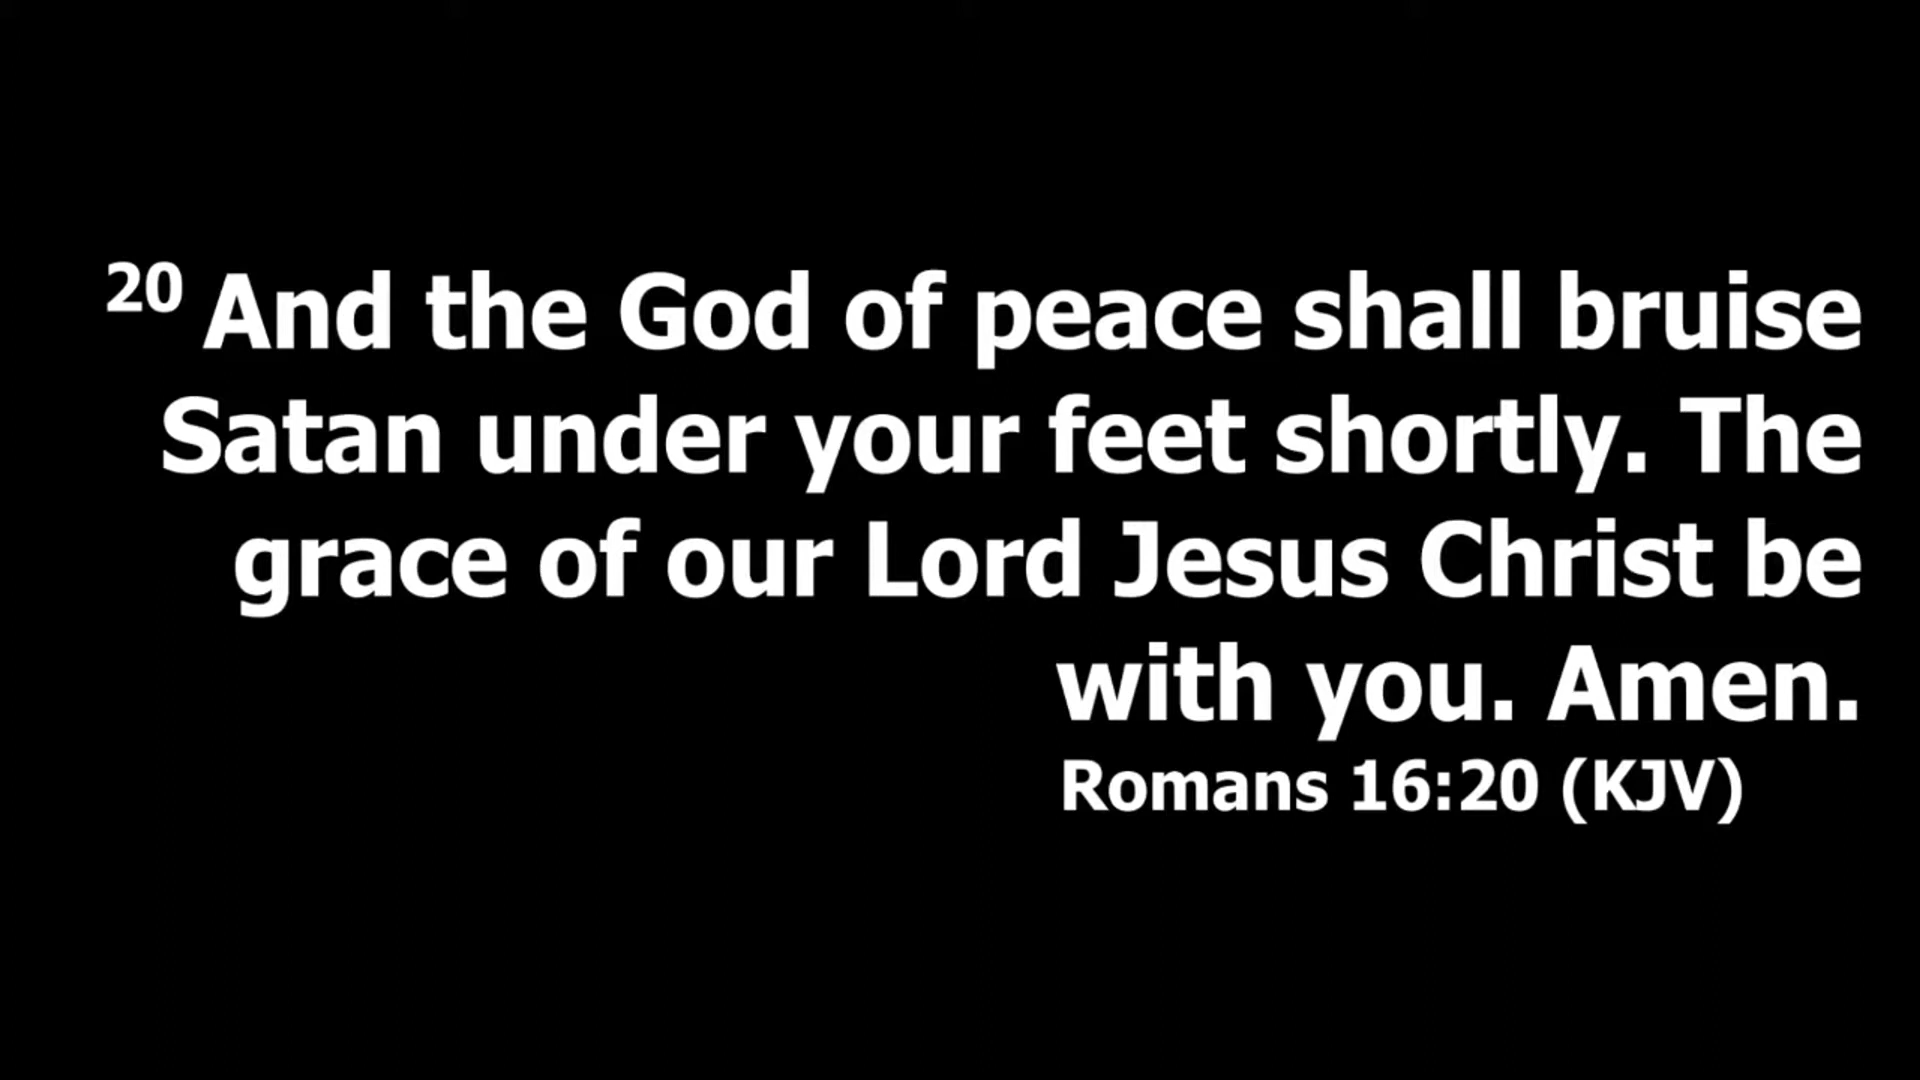 20 And the God of peace shall bruise
Satan under your feet shortly. The
grace of our Lord Jesus Christ be
with you. Amen.
Romans 16:20 (KJV)